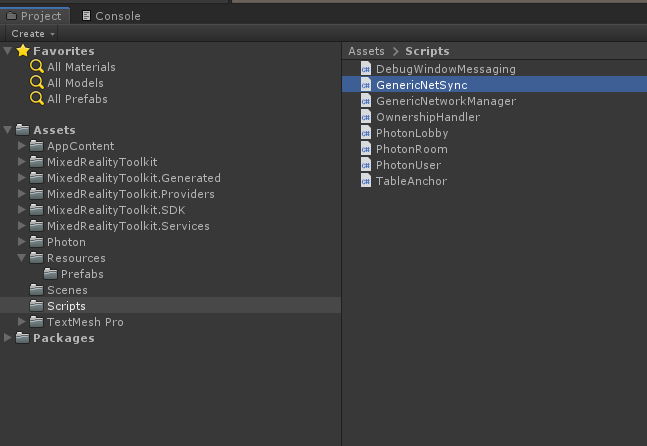 Project
Console
Create
Favorites
All Materials
All Models
All Prefabs
Assets
AppContent
MixedRealityToolkit
MixedRealityToolkit.Generated
MixedRealityToolkit.Providers
MixedRealityToolkit.SDK
MixedRealityToolkit.Services
Photon
Resources
Prefabs
Scenes
Scripts
TextMesh Pro
Packages
Assets > Scripts
C# DebugWindowMessaging
C# GenericNetSync
C# GenericNetworkManager
C# OwnershipHandler
C# PhotonLobby
C# PhotonRoom
C# PhotonUser
C# TableAnchor